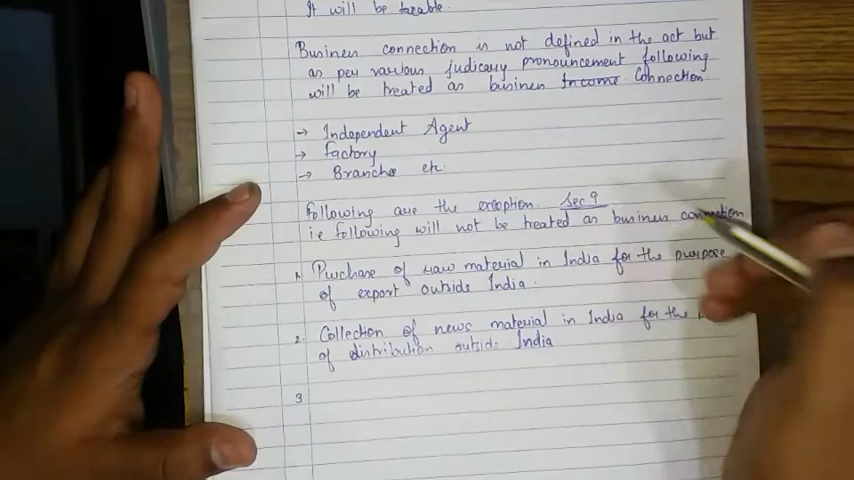 It will be taxable.
Business connection is not defined in the act but
as per various judicary pronouncement following
will be treated as business Income Connection
→ Independent Agent
→ Factory
→ Branch etc.
Following are the exception Sec 9
i.e following will not be treated as business connection
1. Purchase of raw material in India for the purpose
of export outside India.
2. Collection of news material in India for the
of distribution outside India
3.